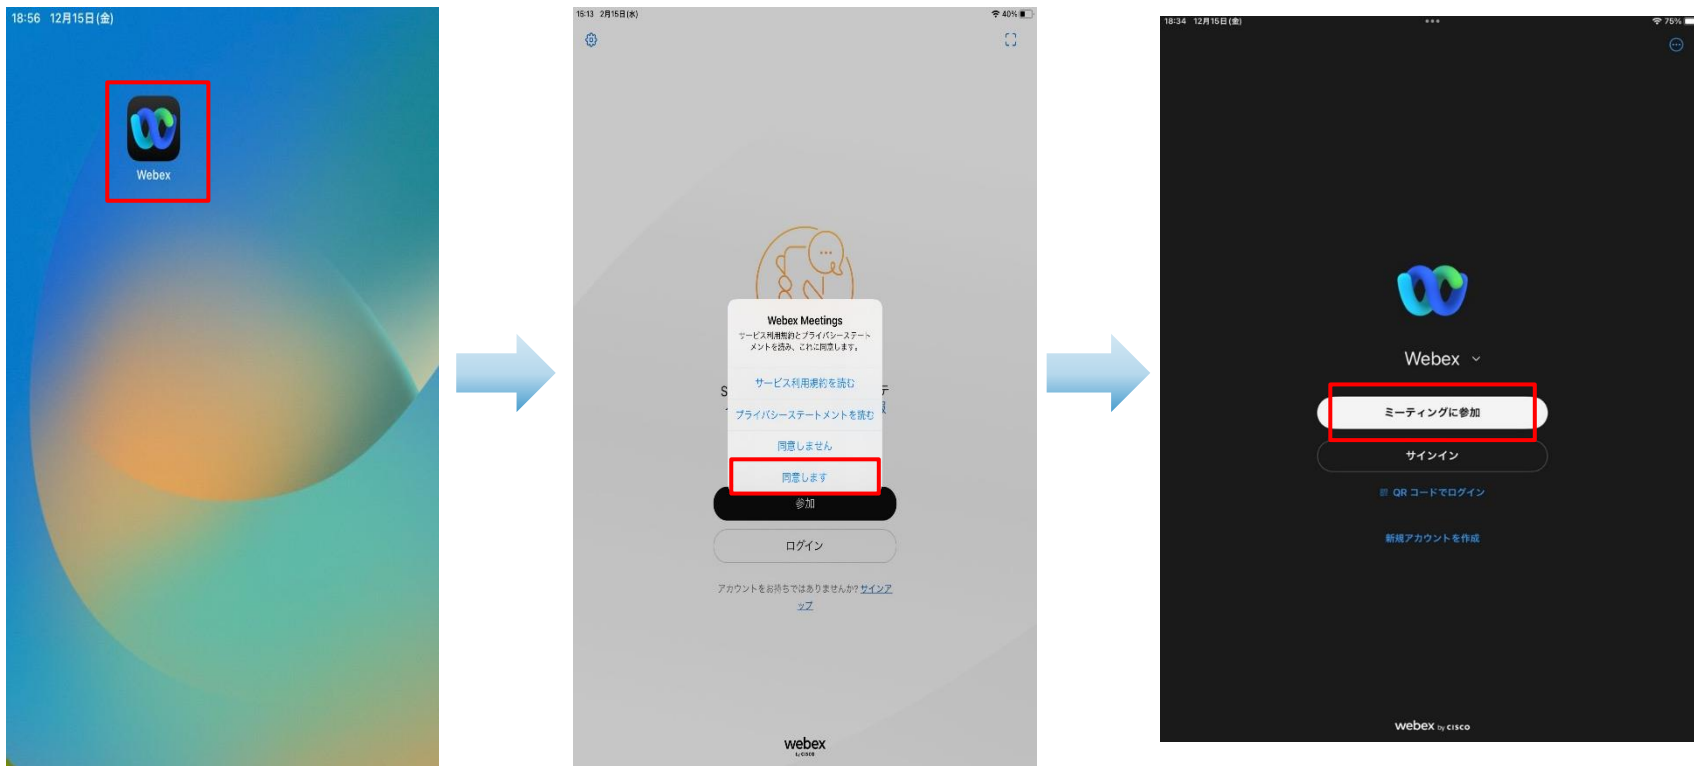 18:56 12月15日(金)
Webex
15:13 2月15日(水)
40%
Webex Meetings
サービス利用規約とプライバシーステート
メントを読み、これに同意します。
サービス利用規約を読む
プライバシーステートメントを読む
同意しません
同意します
参加
ログイン
アカウントをお持ちではありませんか? サインア
ップ
webex
by CISCO
18:34 12月15日(金)
75%
Webex
ミーティングに参加
サインイン
QR コードでログイン
新規アカウントを作成
webex by CISCO